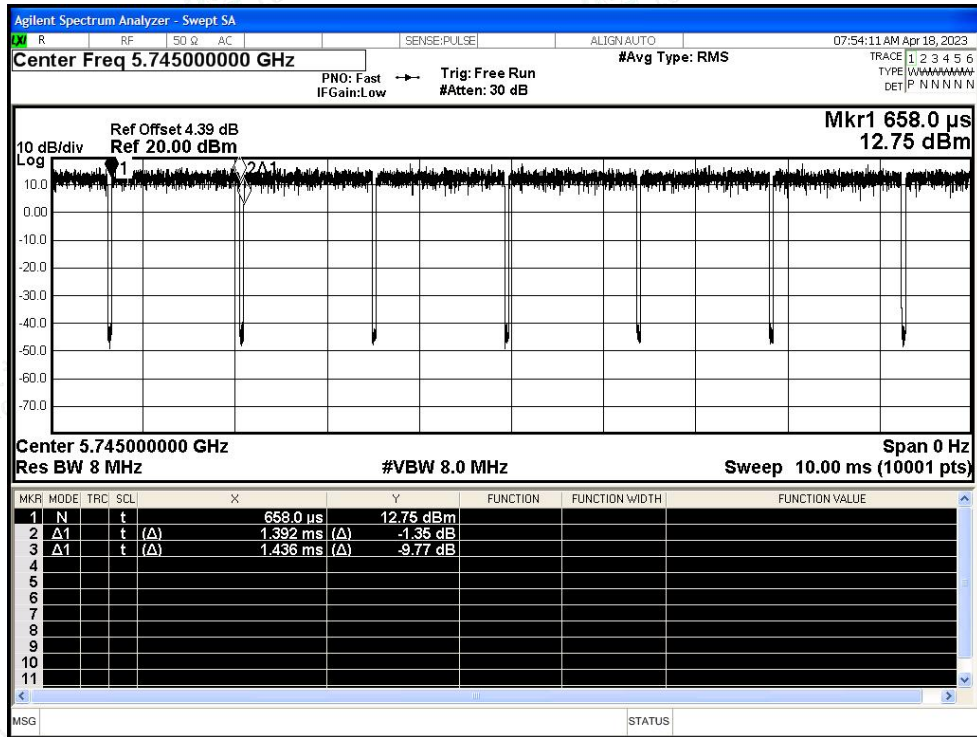 Agilent Spectrum Analyzer - Swept SA
LXI R RF 50 Ω AC SENSE:PULSE ALIGN AUTO 07:54:11 AM Apr 18, 2023
Center Freq 5.745000000 GHz
#Avg Type: RMS
TRACE 1 2 3 4 5 6
PNO: Fast Trig: Free Run
TYPE WWWWWW
IFGain:Low #Atten: 30 dB
DET P N N N N N
Mkr1 658.0 µs
Ref Offset 4.39 dB
10 dB/div Ref 20.00 dBm 12.75 dBm
Log
1 2Δ1
10.0
0.00
-10.0
-20.0
-30.0
-40.0
-50.0
-60.0
-70.0
Center 5.745000000 GHz Span 0 Hz
Res BW 8 MHz #VBW 8.0 MHz Sweep 10.00 ms (10001 pts)
MKR MODE TRC SCL X Y FUNCTION FUNCTION WIDTH FUNCTION VALUE
1 N t 658.0 µs 12.75 dBm
2 Δ1 t (Δ) 1.392 ms (Δ) -1.35 dB
3 Δ1 t (Δ) 1.436 ms (Δ) -9.77 dB
4
5
6
7
8
9
10
11
MSG STATUS